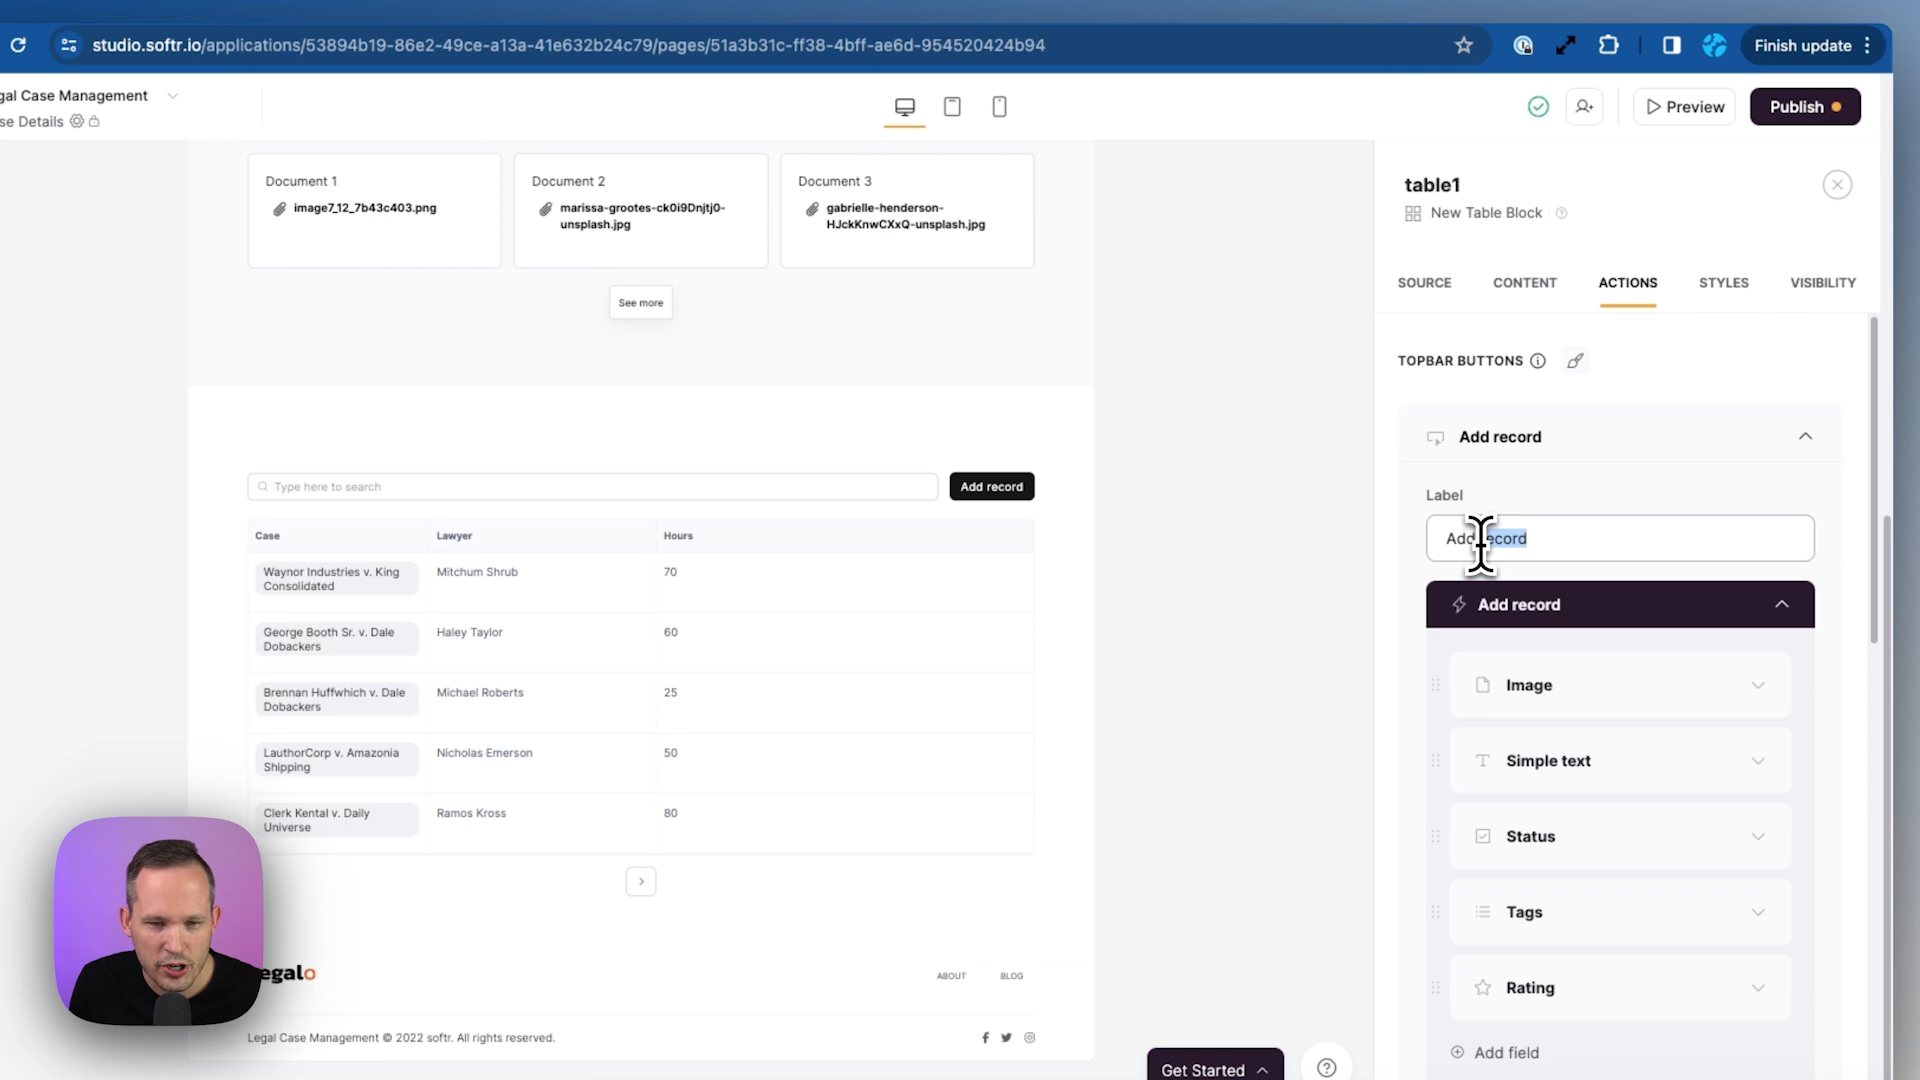 studio.softr.io/applications/53894b19-86e2-49ce-a13a-41e632b24c79/pages/51a3b31c-ff38-4bff-ae6d-954520424b94
Finish update
gal Case Management
se Details
Preview
Publish
Document 1
image7_12_7b43c403.png
Document 2
marissa-grootes-ck0i9Dnjtj0-
unsplash.jpg
Document 3
gabrielle-henderson-
HJckKnwCXxQ-unsplash.jpg
See more
Type here to search
Add record
Case
Lawyer
Hours
Waynor Industries v. King
Consolidated
Mitchum Shrub
70
George Booth Sr. v. Dale
Dobackers
Haley Taylor
60
Brennan Huffwhich v. Dale
Dobackers
Michael Roberts
25
LauthorCorp v. Amazonia
Shipping
Nicholas Emerson
50
Clerk Kental v. Daily
Universe
Ramos Kross
80
egalo
ABOUT
BLOG
Legal Case Management © 2022 softr. All rights reserved.
Get Started
table1
New Table Block
SOURCE
CONTENT
ACTIONS
STYLES
VISIBILITY
TOPBAR BUTTONS
Add record
Label
Add record
Add record
Image
Simple text
Status
Tags
Rating
Add field